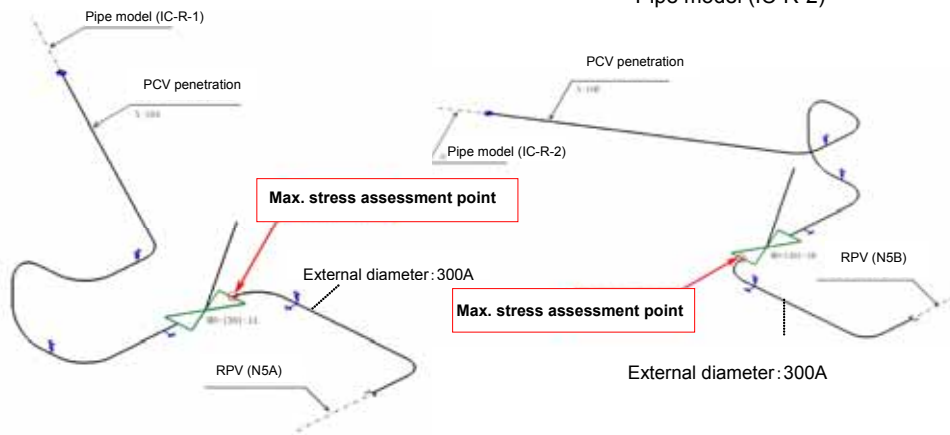 Pipe model (IC-R-1)
PCV penetration
Max. stress assessment point
External diameter:300A
RPV (N5A)
Pipe model (IC-R-2)
PCV penetration
Pipe model (IC-R-2)
RPV (N5B)
Max. stress assessment point
External diameter:300A